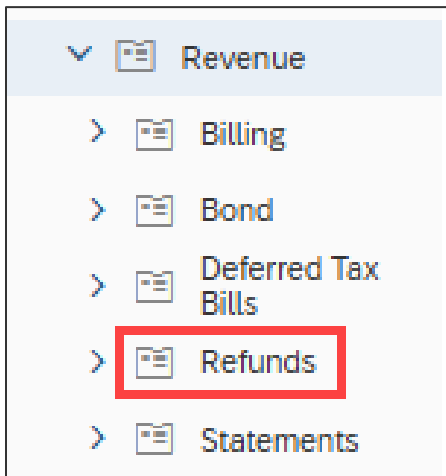 Revenue
Billing
Bond
Deferred Tax
Bills
Refunds
Statements